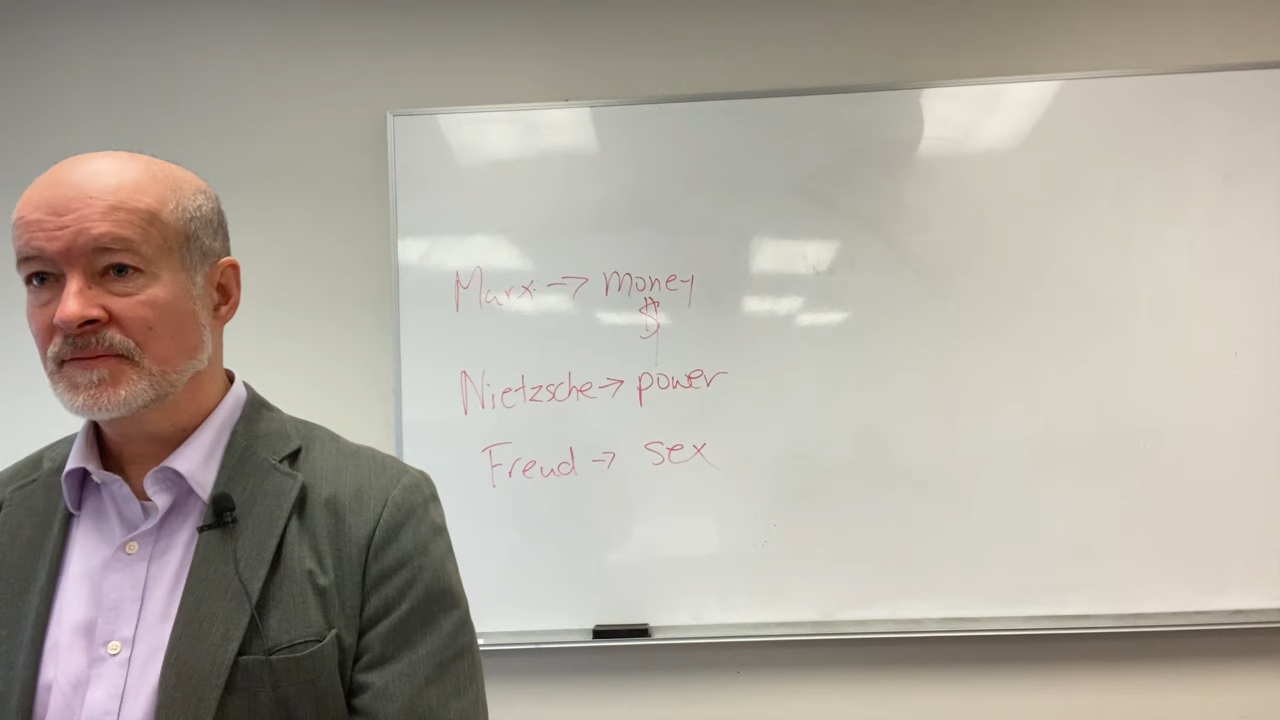 Marx → money
$
Nietzsche → power
Freud → sex